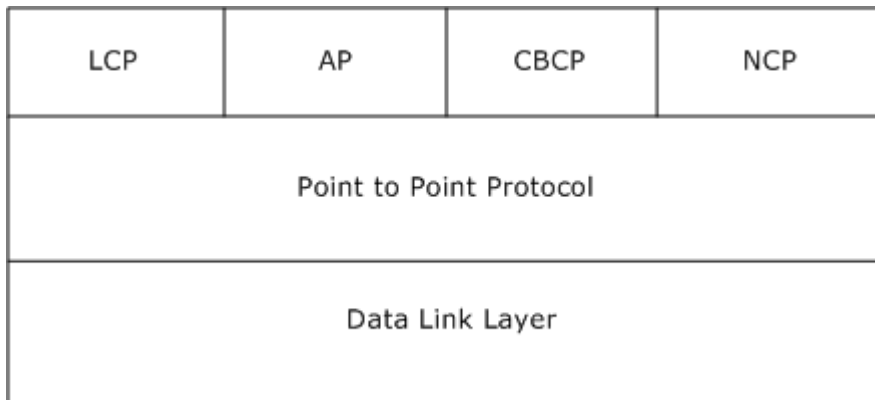 LCP AP CBCP NCP
Point to Point Protocol
Data Link Layer